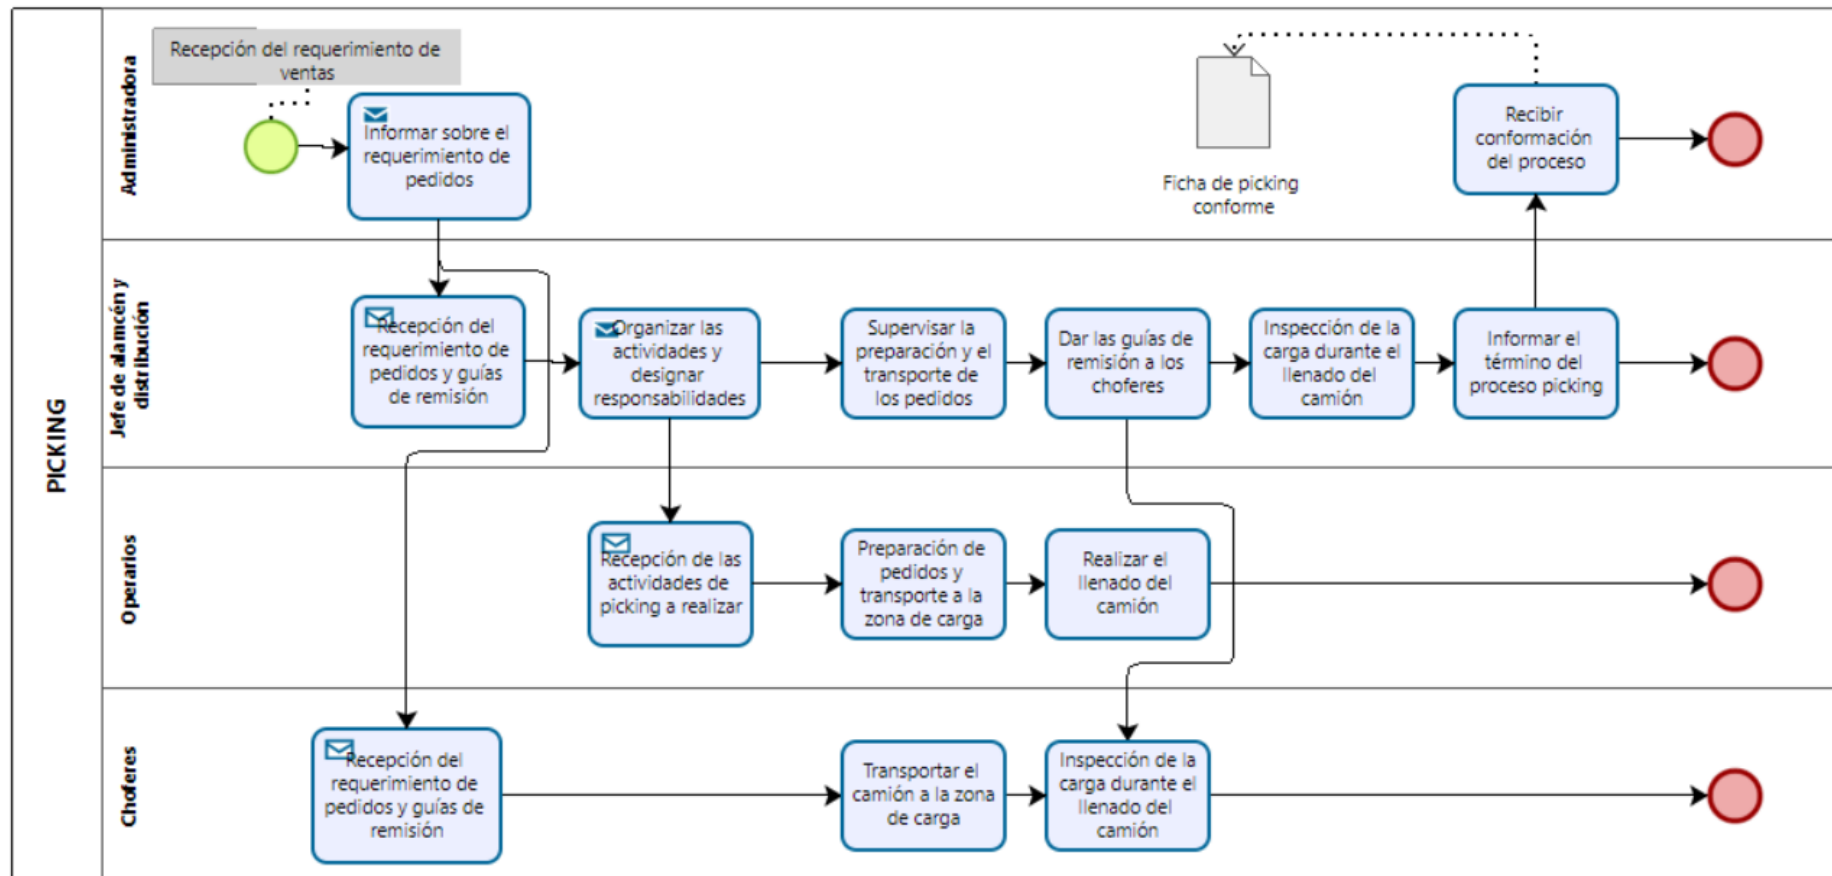 PICKING
Administradora
Recepción del requerimiento de
ventas
Informar sobre el
requerimiento de
pedidos
Ficha de picking
conforme
Recibir
conformación
del proceso
Jefe de alamcén y
distribución
Recepción del
requerimiento de
pedidos y guías
de remisión
Organizar las
actividades y
designar
responsabilidades
Supervisar la
preparación y el
transporte de
los pedidos
Dar las guías de
remisión a los
choferes
Inspección de la
carga durante el
llenado del
camión
Informar el
término del
proceso picking
Operarios
Recepción de las
actividades de
picking a realizar
Preparación de
pedidos y
transporte a la
zona de carga
Realizar el
llenado del
camión
Choferes
Recepción del
requerimiento de
pedidos y guías de
remisión
Transportar el
camión a la zona
de carga
Inspección de la
carga durante el
llenado del
camión